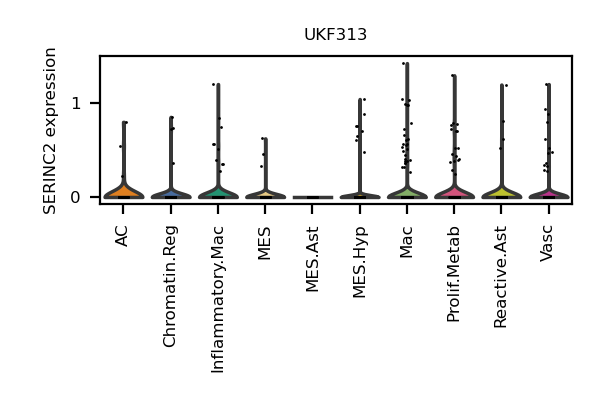 UKF313
SERINC2 expression
1
0
AC
Chromatin.Reg
Inflammatory.Mac
MES
MES.Ast
MES.Hyp
Mac
Prolif.Metab
Reactive.Ast
Vasc